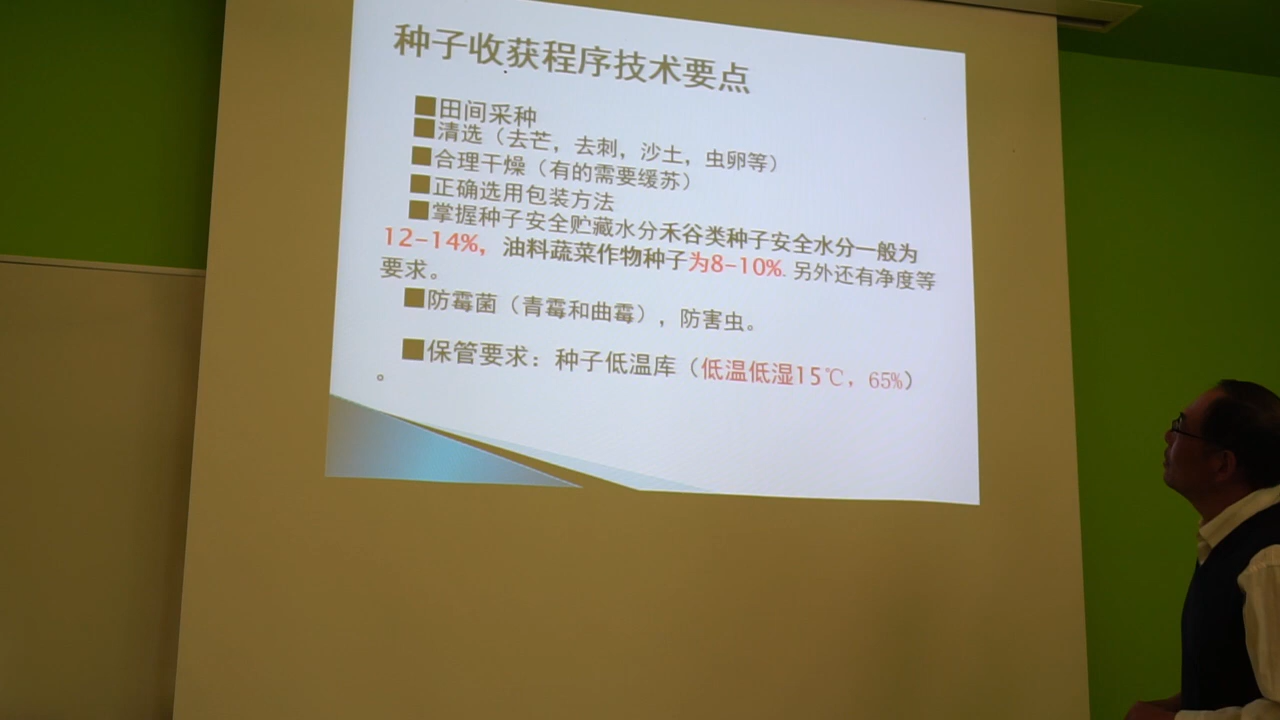 种子收获程序技术要点
■田间采种
■清选（去芒，去刺，沙土，虫卵等）
■合理干燥（有的需要缓苏）
■正确选用包装方法
■掌握种子安全贮藏水分禾谷类种子安全水分一般为
12-14%，油料蔬菜作物种子为8-10%. 另外还有净度等
要求。
■防霉菌（青霉和曲霉），防害虫。
■保管要求：种子低温库（低温低湿15℃，65%）
。